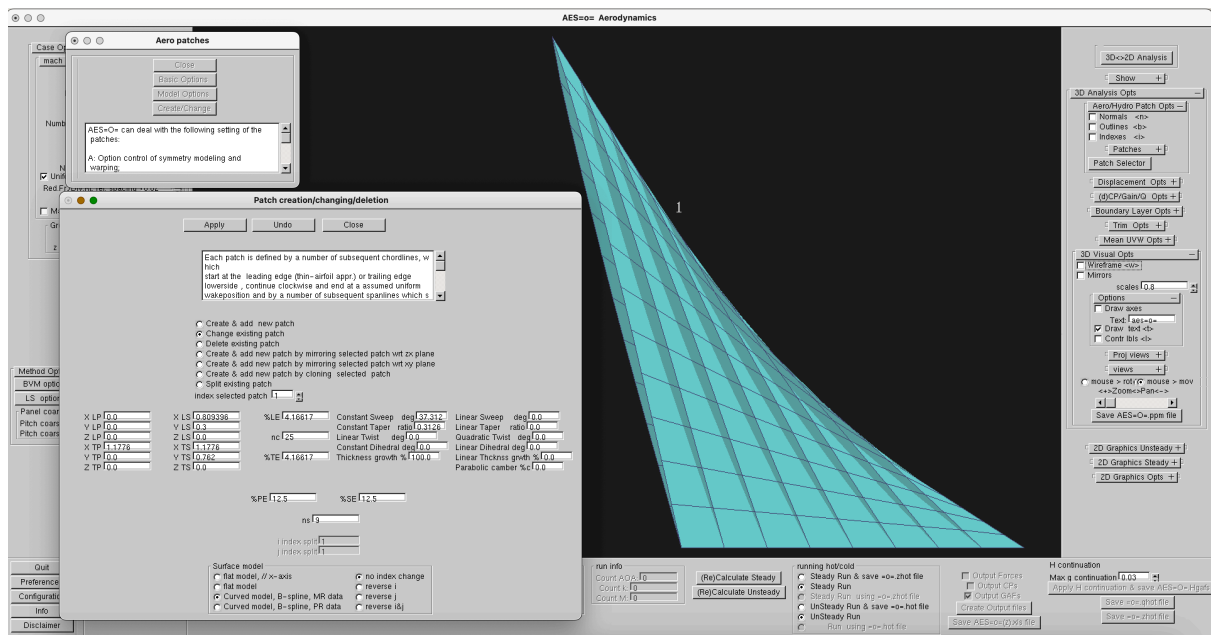 AES=o= Aerodynamics
Case Op
mach
Numb
N
Unifo
M
Gr
z
Aero patches
Close
Basic Options
Model Options
Create/Change
AES=O= can deal with the following setting of the
patches:
A: Option control of symmetry modeling and
warping;
Patch creation/changing/deletion
Apply Undo Close
Each patch is defined by a number of subsequent chordlines, w
hich
start at the leading edge (thin-airfoil appr.) or trailing edge
lowerside , continue clockwise and end at a assumed uniform
wakeposition and by a number of subsequent spanlines which s
Create & add new patch
Change existing patch
Delete existing patch
Create & add new patch by mirroring selected patch wrt zx plane
Create & add new patch by mirroring selected patch wrt xy plane
Create & add new patch by cloning selected patch
Split existing patch
index selected patch 1
X LP 0.0 X LS 0.809396 %LE 4.16617 Constant Sweep deg 37.312 Linear Sweep deg 0.0
Y LP 0.0 Y LS 0.3 Constant Taper ratio 0.3126 Linear Taper ratio 0.0
Z LP 0.0 Z LS 0.0 nc 25 Linear Twist deg 0.0 Quadratic Twist deg 0.0
X TP 1.1776 X TS 1.1776 Constant Dihedral deg 0.0 Linear Dihedral deg 0.0
Y TP 0.0 Y TS 0.762 %TE 4.16617 Thickness growth % 100.0 Linear Thcknss grwth % 0.0
Z TP 0.0 Z TS 0.0 Parabolic camber %c 0.0
%PE 12.5 %SE 12.5
ns 9
i index split 1
j index split 1
Surface model
flat model, // x-axis no index change
flat model reverse i
Curved model, B-spline, MR data reverse j
Curved model, B-spline, PR data reverse i&j
Method Opt
BVM optio
LS optio
Panel coar
Pitch coars
Pitch coars
Quit
Preference
Configuratio
Info
Disclaimer
1
3D<>2D Analysis
Show +
3D Analysis Opts −
Aero/Hydro Patch Opts −
Normals <n>
Outlines <b>
Indexes <i>
Patches +
Patch Selector
Displacement Opts +
(d)CP/Gain/Q Opts +
Boundary Layer Opts +
Trim Opts +
Mean UVW Opts +
3D Visual Opts −
Wireframe <w>
Mirrors
scales 0.8
Options −
Draw axes
Text: aes=o=
Draw text <t>
Contr lbls <l>
Proj views +
views +
mouse > rot mouse > mov
<+>Zoom<->Pan<->
Save AES=O=.ppm file
2D Graphics Unsteady +
2D Graphics Steady +
2D Graphics Opts +
run info
Count AOA: 0
Count k: 0
Count M: 0
(Re)Calculate Steady
(Re)Calculate Unsteady
running hot/cold
Steady Run & save =o=.zhot file
Steady Run
Steady Run using =o=.zhot file
UnSteady Run & save =o=.hot file
UnSteady Run
Run using =o=.hot file
Output Forces
Output CPs
Output GAFs
Create Output files
Save AES=o=(z).xls file
H continuation
Max g continuation 0.03
Apply H continuation & save AES=O=.Hgafs
Save =o= ghot file
Save =o= zhot file